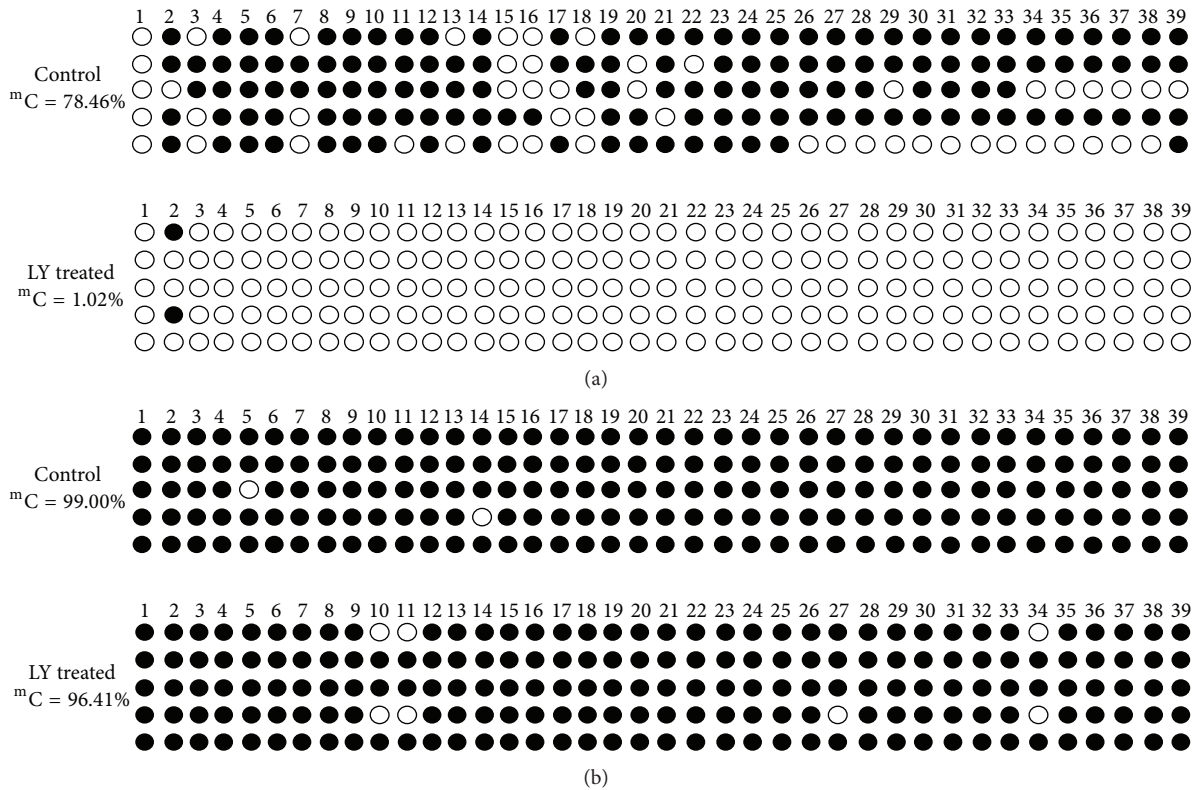 1 2 3 4 5 6 7 8 9 10 11 12 13 14 15 16 17 18 19 20 21 22 23 24 25 26 27 28 29 30 31 32 33 34 35 36 37 38 39
Control
mC = 78.46%
1 2 3 4 5 6 7 8 9 10 11 12 13 14 15 16 17 18 19 20 21 22 23 24 25 26 27 28 29 30 31 32 33 34 35 36 37 38 39
LY treated
mC = 1.02%
(a)
1 2 3 4 5 6 7 8 9 10 11 12 13 14 15 16 17 18 19 20 21 22 23 24 25 26 27 28 29 30 31 32 33 34 35 36 37 38 39
Control
mC = 99.00%
1 2 3 4 5 6 7 8 9 10 11 12 13 14 15 16 17 18 19 20 21 22 23 24 25 26 27 28 29 30 31 32 33 34 35 36 37 38 39
LY treated
mC = 96.41%
(b)